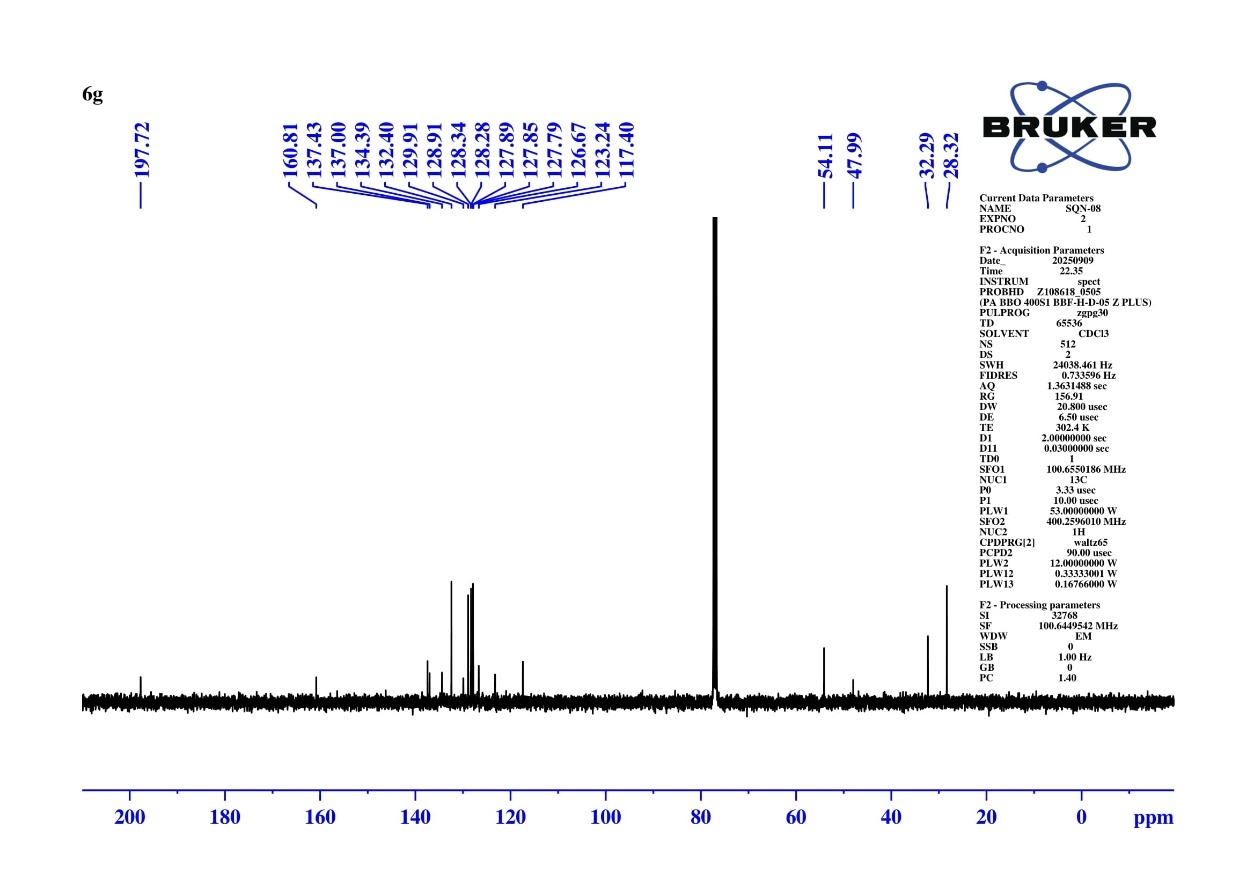 6g
197.72
160.81
137.43
137.00
134.39
132.40
129.91
128.91
128.34
128.28
127.89
127.85
127.79
126.67
123.24
117.40
54.11
47.99
32.29
28.32
BRUKER
Current Data Parameters
NAME SQN-08
EXPNO 2
PROCNO 1
F2 - Acquisition Parameters
Date_ 20250909
Time 22.35
INSTRUM spect
PROBHD Z108618_0505
(PA BBO 400S1 BBF-H-D-05 Z PLUS)
PULPROG zgpg30
TD 65536
SOLVENT CDCl3
NS 512
DS 2
SWH 24038.461 Hz
FIDRES 0.733596 Hz
AQ 1.3631488 sec
RG 156.91
DW 20.800 usec
DE 6.50 usec
TE 302.4 K
D1 2.00000000 sec
D11 0.03000000 sec
TD0 1
SFO1 100.6550186 MHz
NUC1 13C
P0 3.33 usec
P1 10.00 usec
PLW1 53.00000000 W
SFO2 400.2596010 MHz
NUC2 1H
CPDPRG[2] waltz65
PCPD2 90.00 usec
PLW2 12.00000000 W
PLW12 0.33333001 W
PLW13 0.16766000 W
F2 - Processing parameters
SI 32768
SF 100.6449542 MHz
WDW EM
SSB 0
LB 1.00 Hz
GB 0
PC 1.40
200 180 160 140 120 100 80 60 40 20 0 ppm